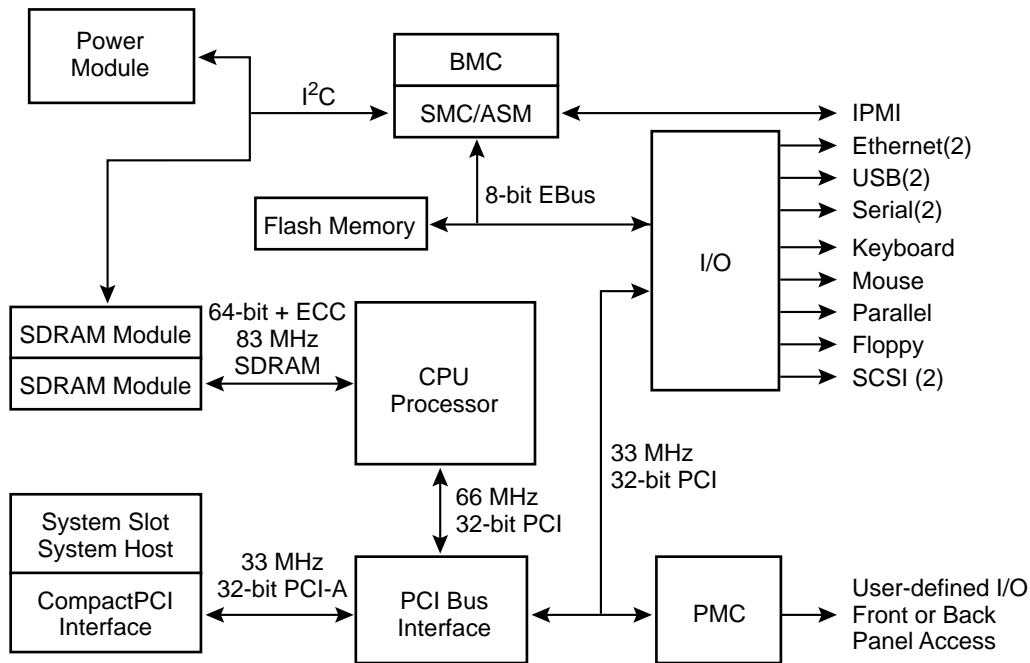 Power
Module
BMC
I²C
SMC/ASM
IPMI
Ethernet(2)
USB(2)
Serial(2)
Keyboard
Mouse
Parallel
Floppy
SCSI (2)
8-bit EBus
Flash Memory
I/O
SDRAM Module
SDRAM Module
64-bit + ECC
83 MHz
SDRAM
CPU
Processor
33 MHz
32-bit PCI
66 MHz
32-bit PCI
System Slot
System Host
CompactPCI
Interface
33 MHz
32-bit PCI-A
PCI Bus
Interface
PMC
User-defined I/O
Front or Back
Panel Access